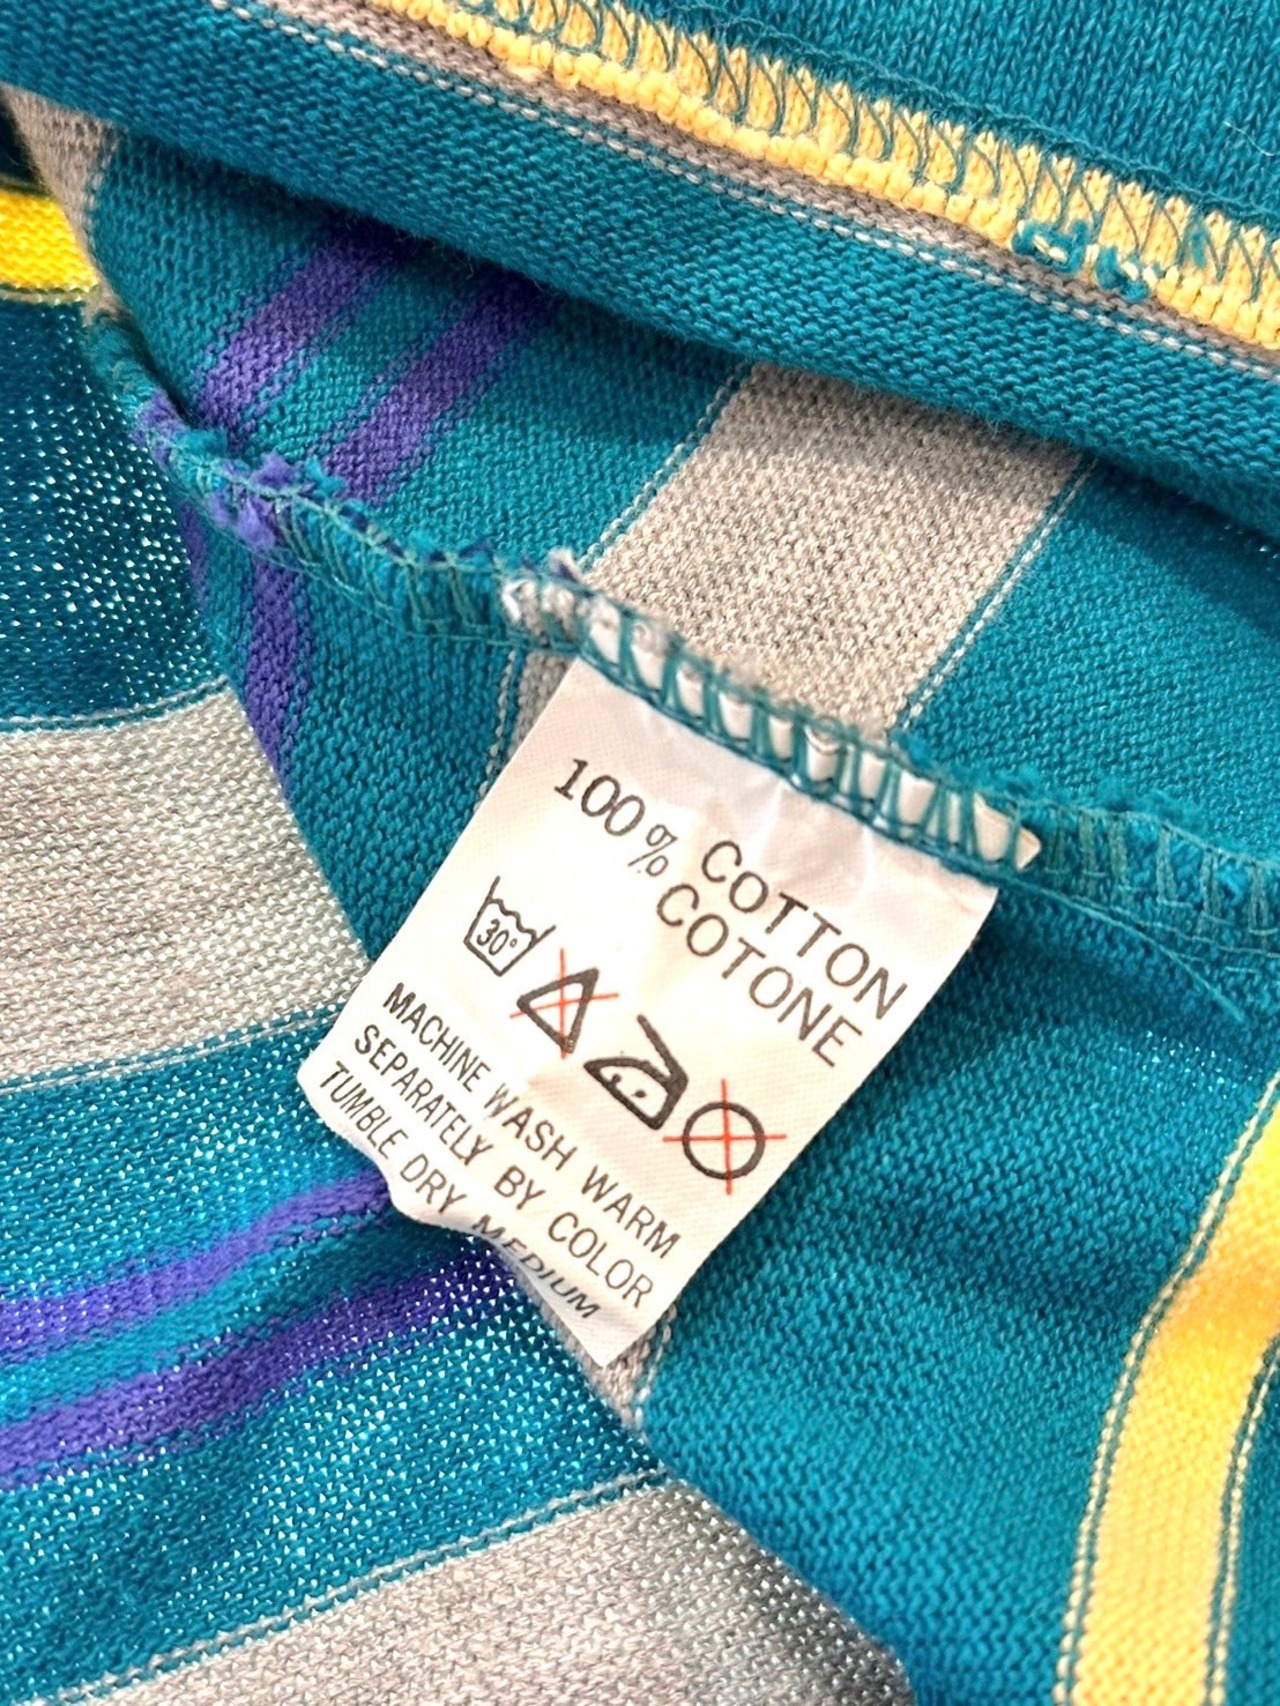 100% COTTON
COTONE
30°
MACHINE WASH WARM
SEPARATELY BY COLOR
TUMBLE DRY MEDIUM